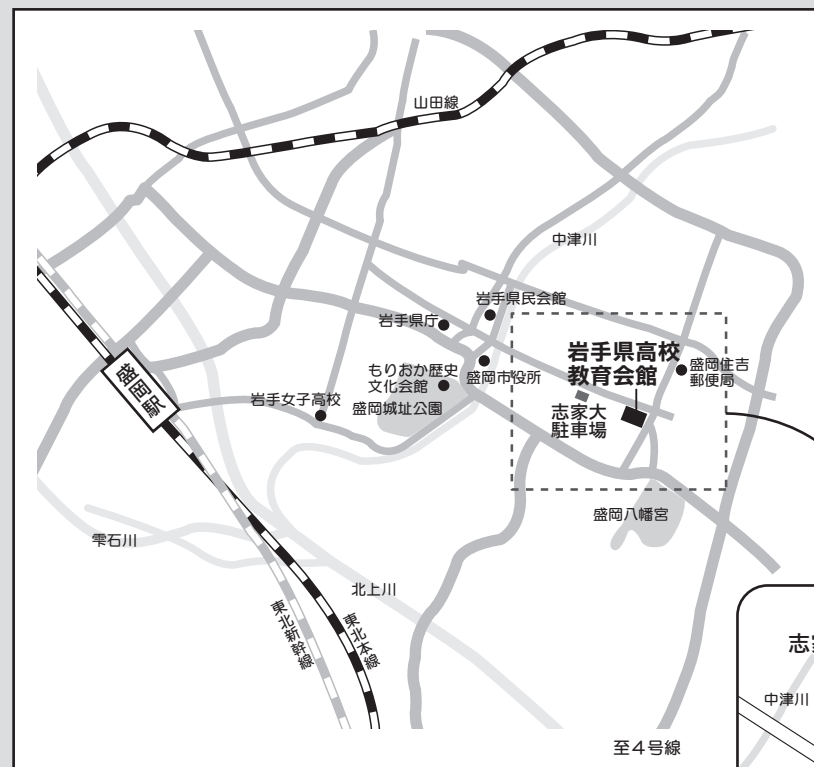 山田線
中津川
岩手県民会館
岩手県庁
岩手県高校
教育会館
盛岡住吉
郵便局
もりおか歴史
文化会館
盛岡市役所
盛岡城址公園
岩手女子高校
志家大
駐車場
盛岡駅
盛岡八幡宮
雫石川
北上川
東北新幹線
東北本線
中津川
至4号線